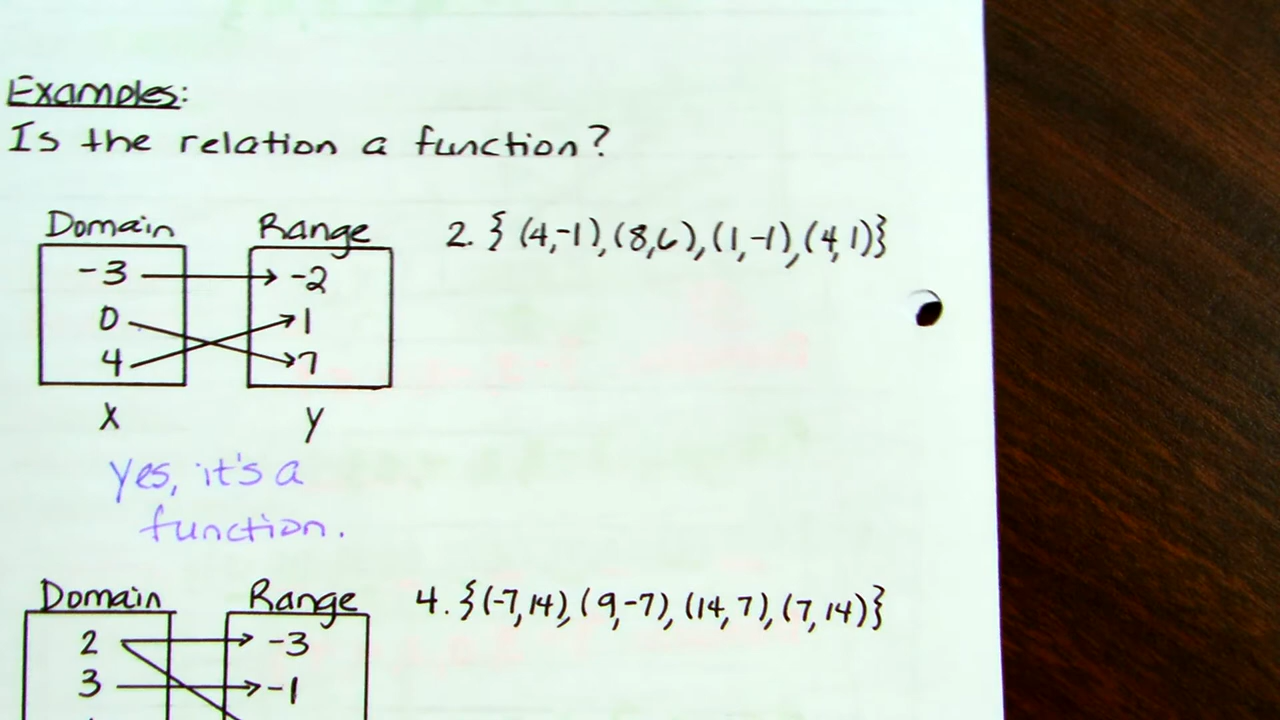 Examples:
Is the relation a function?
Domain Range
-3 -2
0 1
4 7
X Y
yes, it's a
function.
2. { (4,-1), (8,6), (1,-1), (4,1)}
Domain Range
2 -3
3 -1
4. {(-7,14), (9,-7), (14,7), (7,14)}